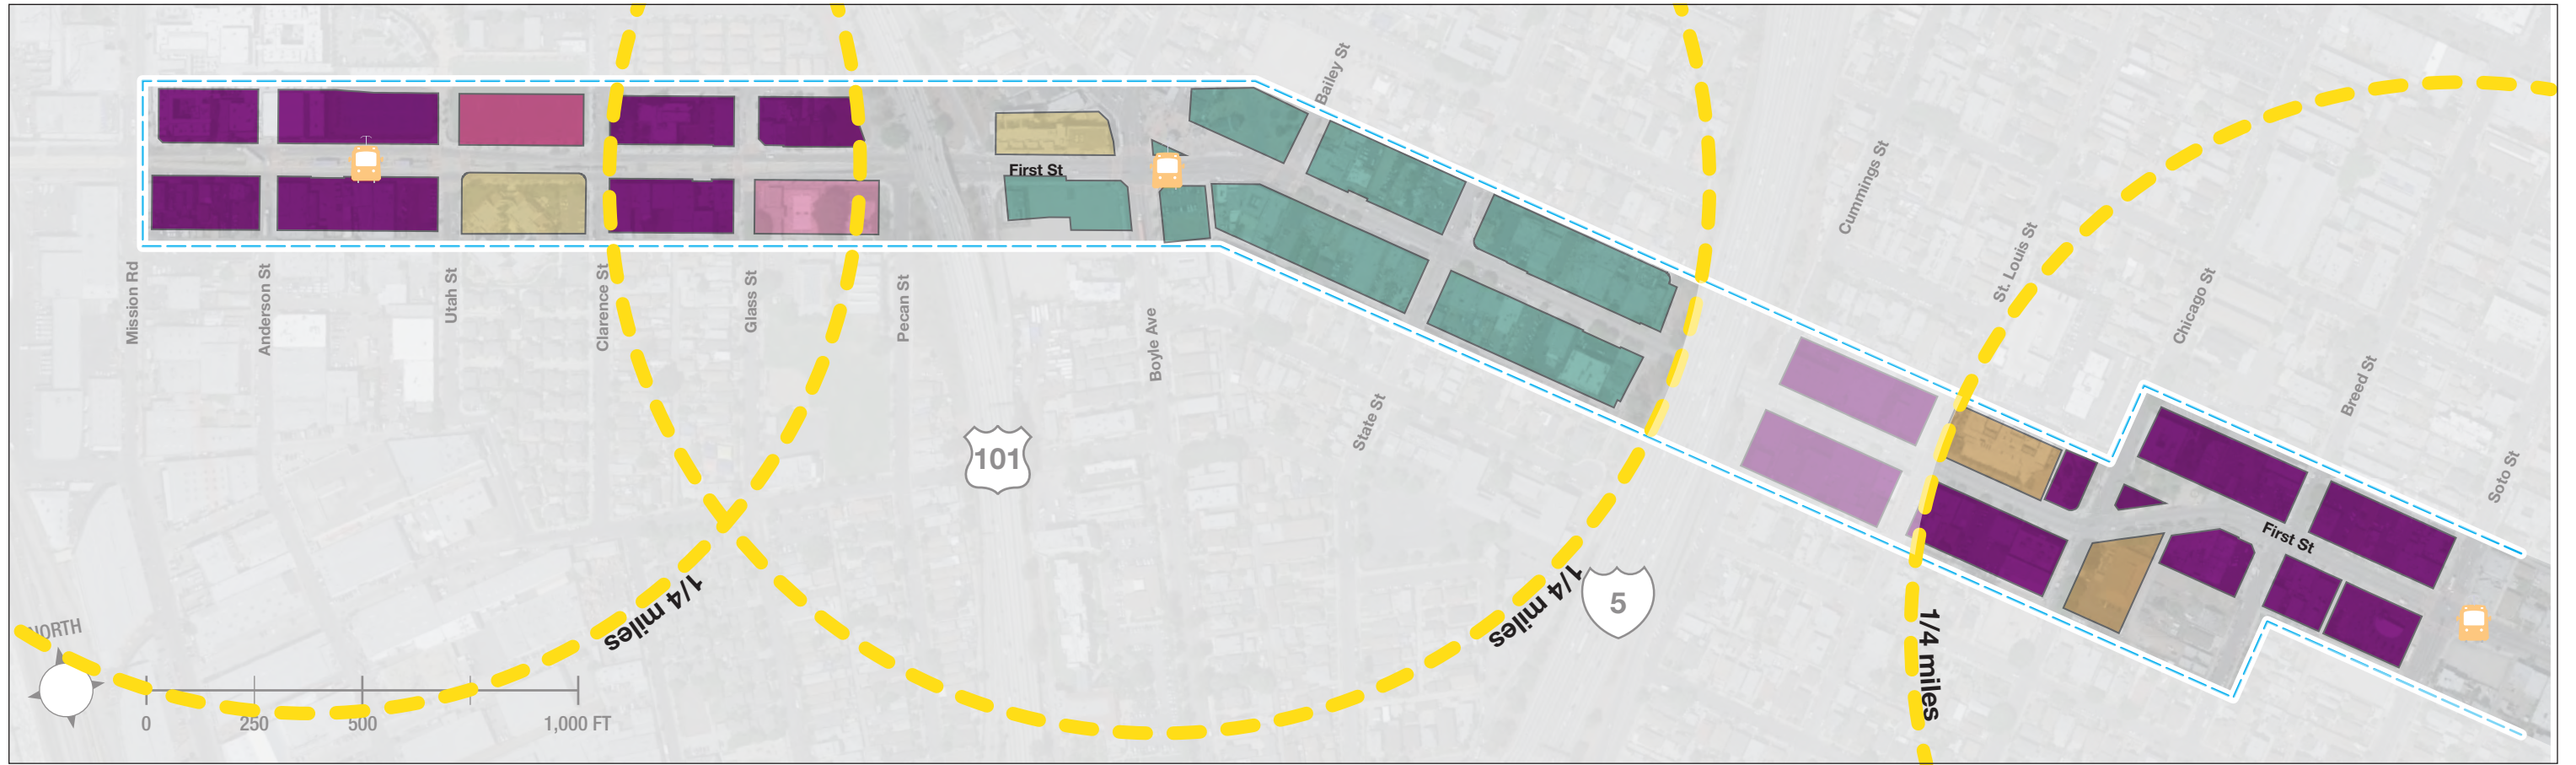 Bailey St
Cummings St
First St
St. Louis St
Mission Rd
Anderson St
Utah St
Clarence St
Glass St
Pecan St
Boyle Ave
State St
Chicago St
Breed St
Soto St
First St
101
5
1/4 miles
1/4 miles
1/4 miles
NORTH
0
250
500
1,000 FT